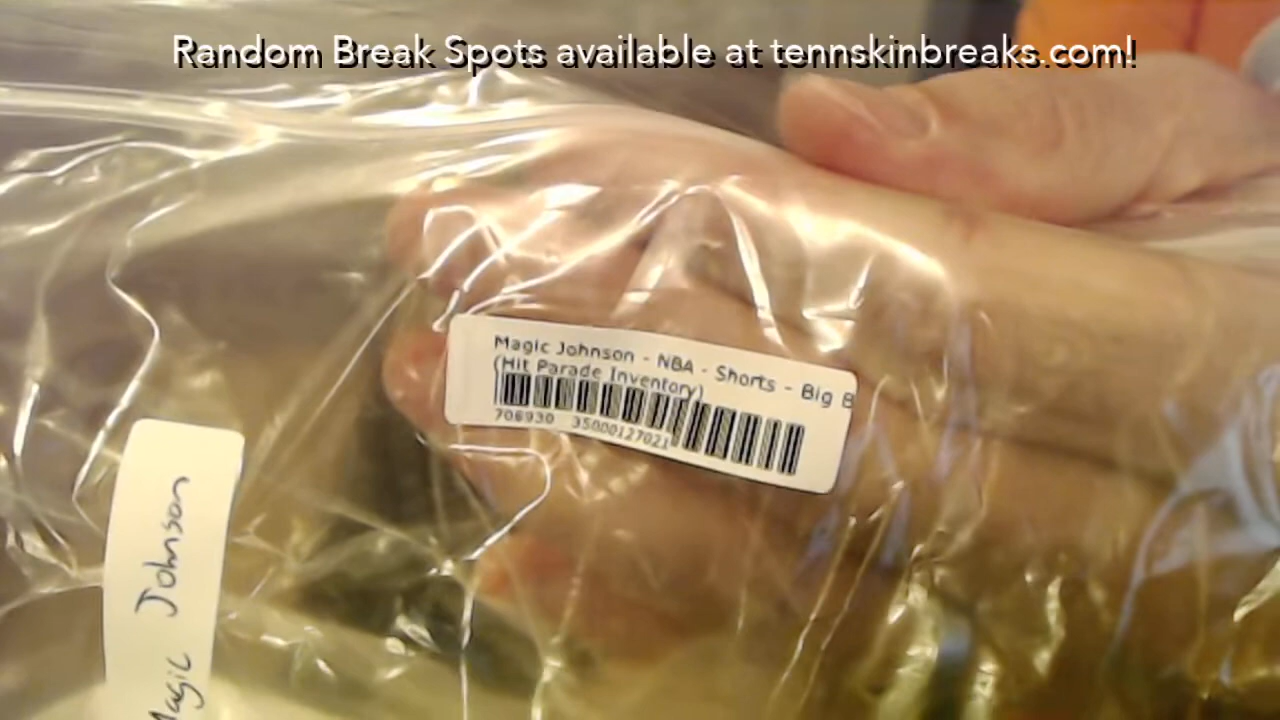 Random Break Spots available at tennskinbreaks.com!
Magic Johnson - NBA - Shorts - Big B
(Hit Parade Inventory)
706930 35000127021
Magic Johnson